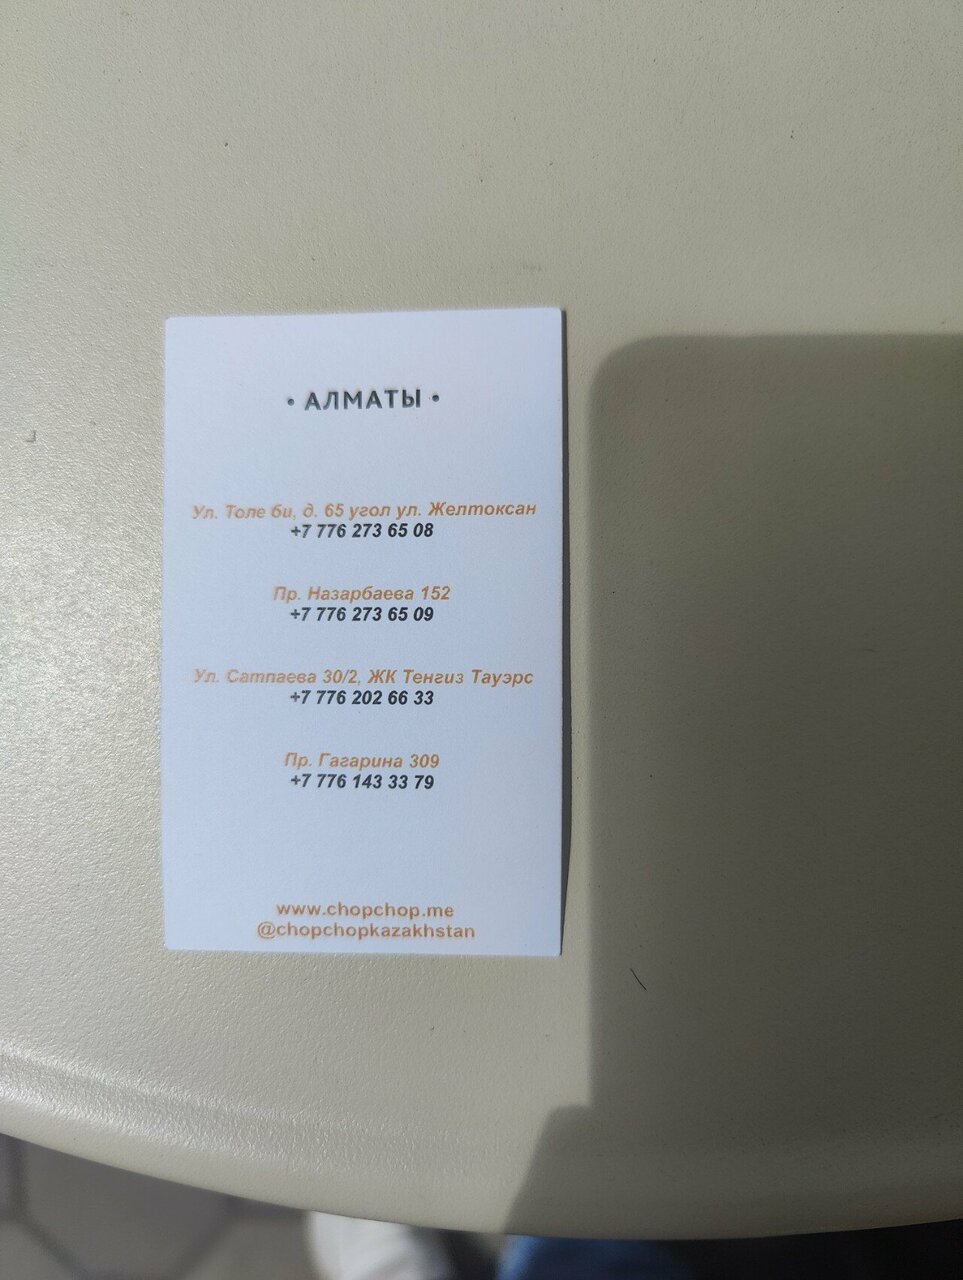 • АЛМАТЫ •
Ул. Толе би, д. 65 угол ул. Желтоксан
+7 776 273 65 08
Пр. Назарбаева 152
+7 776 273 65 09
Ул. Сатпаева 30/2, ЖК Тенгиз Тауэрс
+7 776 202 66 33
Пр. Гагарина 309
+7 776 143 33 79
www.chopchop.me
@chopchopkazakhstan